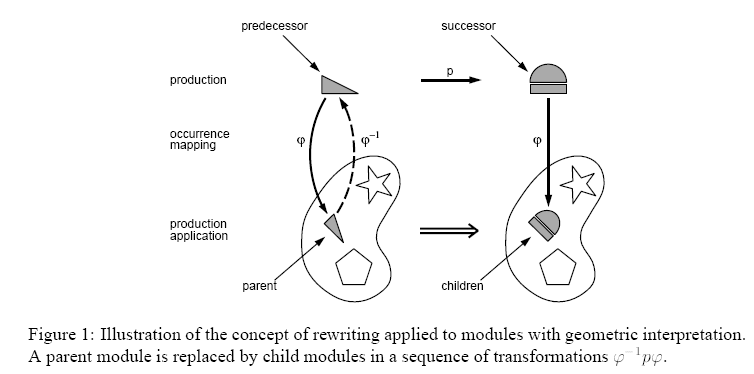 predecessor
successor
production
p
occurrence
mapping
φ
φ⁻¹
φ
production
application
parent
children
Figure 1: Illustration of the concept of rewriting applied to modules with geometric interpretation.
A parent module is replaced by child modules in a sequence of transformations φ⁻¹pφ.